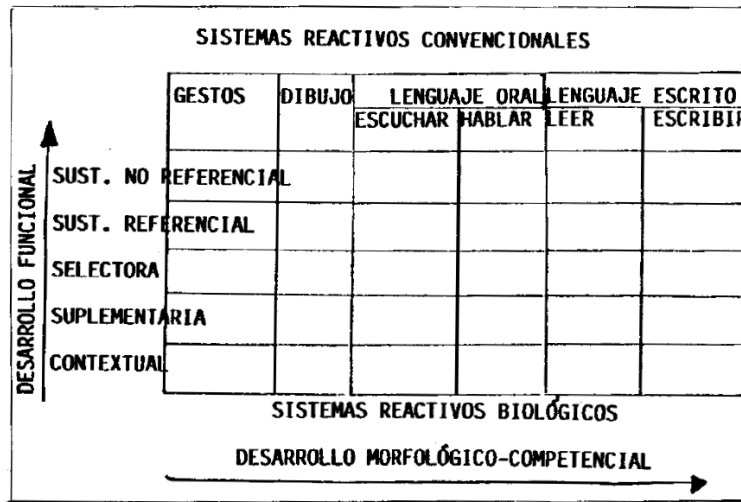 SISTEMAS REACTIVOS CONVENCIONALES
GESTOS DIBUJO LENGUAJE ORAL LENGUAJE ESCRITO
ESCUCHAR HABLAR LEER ESCRIBIR
DESARROLLO FUNCIONAL
SUST. NO REFERENCIAL
SUST. REFERENCIAL
SELECTORA
SUPLEMENTARIA
CONTEXTUAL
SISTEMAS REACTIVOS BIOLÓGICOS
DESARROLLO MORFOLÓGICO-COMPETENCIAL